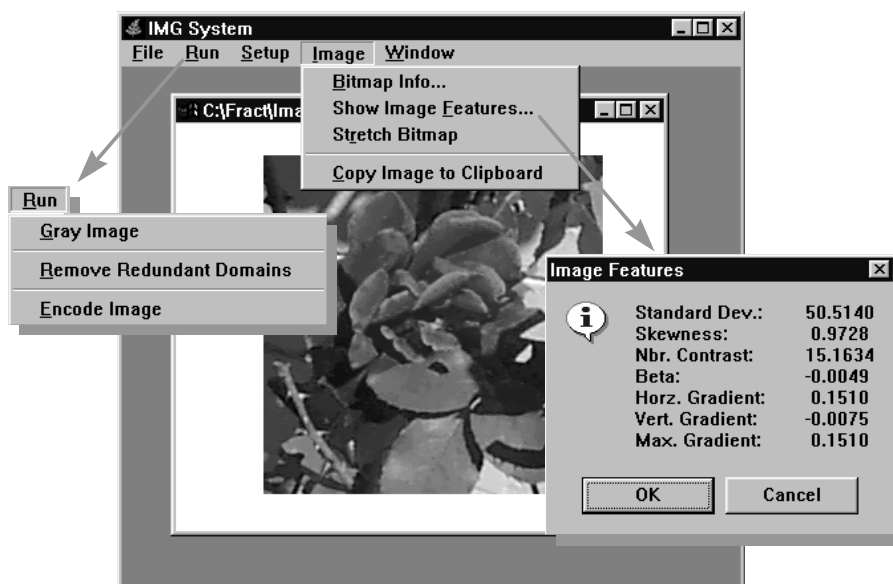 IMG System
File Run Setup Image Window
Bitmap Info...
Show Image Features...
Stretch Bitmap
Copy Image to Clipboard
C:\Fract\Ima
Run
Gray Image
Remove Redundant Domains
Encode Image
Image Features
Standard Dev.: 50.5140
Skewness: 0.9728
Nbr. Contrast: 15.1634
Beta: -0.0049
Horz. Gradient: 0.1510
Vert. Gradient: -0.0075
Max. Gradient: 0.1510
OK Cancel